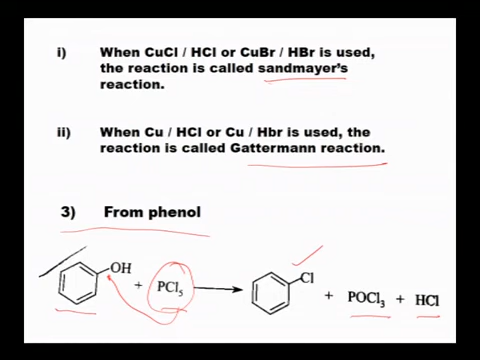 i) When CuCl / HCl or CuBr / HBr is used,
the reaction is called sandmayer's
reaction.
ii) When Cu / HCl or Cu / Hbr is used, the
reaction is called Gattermann reaction.
3) From phenol
OH + PCl5 → Cl + POCl3 + HCl